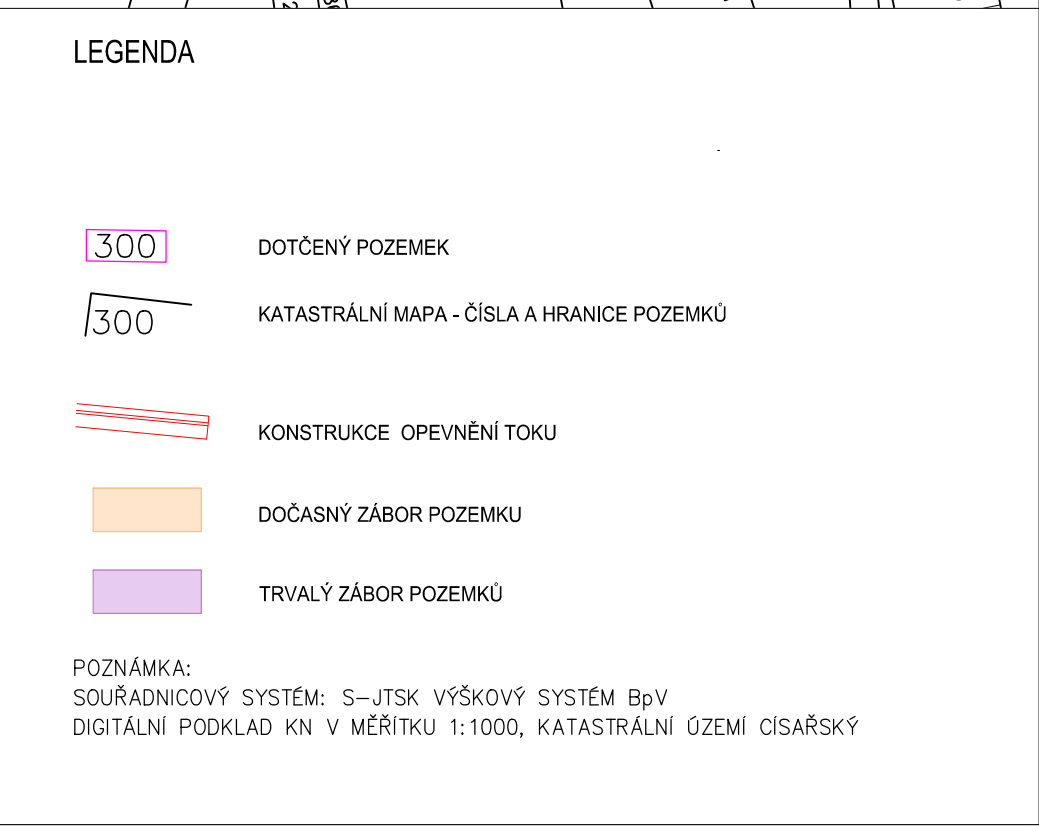 LEGENDA
300 DOTČENÝ POZEMEK
300 KATASTRÁLNÍ MAPA - ČÍSLA A HRANICE POZEMKŮ
KONSTRUKCE OPEVNĚNÍ TOKU
DOČASNÝ ZÁBOR POZEMKU
TRVALÝ ZÁBOR POZEMKŮ
POZNÁMKA:
SOUŘADNICOVÝ SYSTÉM: S-JTSK VÝŠKOVÝ SYSTÉM BpV
DIGITÁLNÍ PODKLAD KN V MĚŘÍTKU 1:1000, KATASTRÁLNÍ ÚZEMÍ CÍSAŘSKÝ